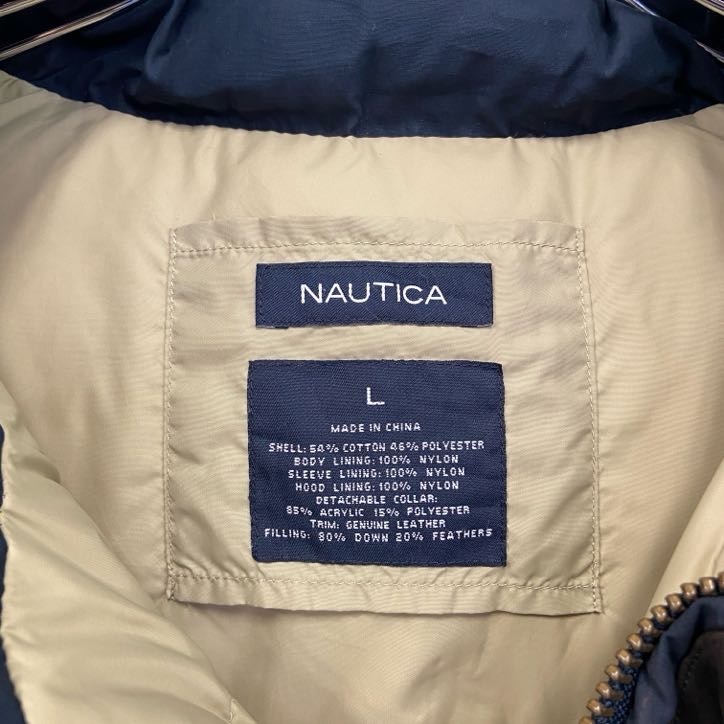 NAUTICA
L
MADE IN CHINA
SHELL: 54% COTTON 46% POLYESTER
BODY LINING: 100% NYLON
SLEEVE LINING: 100% NYLON
HOOD LINING: 100% NYLON
DETACHABLE COLLAR:
85% ACRYLIC 15% POLYESTER
TRIM: GENUINE LEATHER
FILLING: 80% DOWN 20% FEATHERS